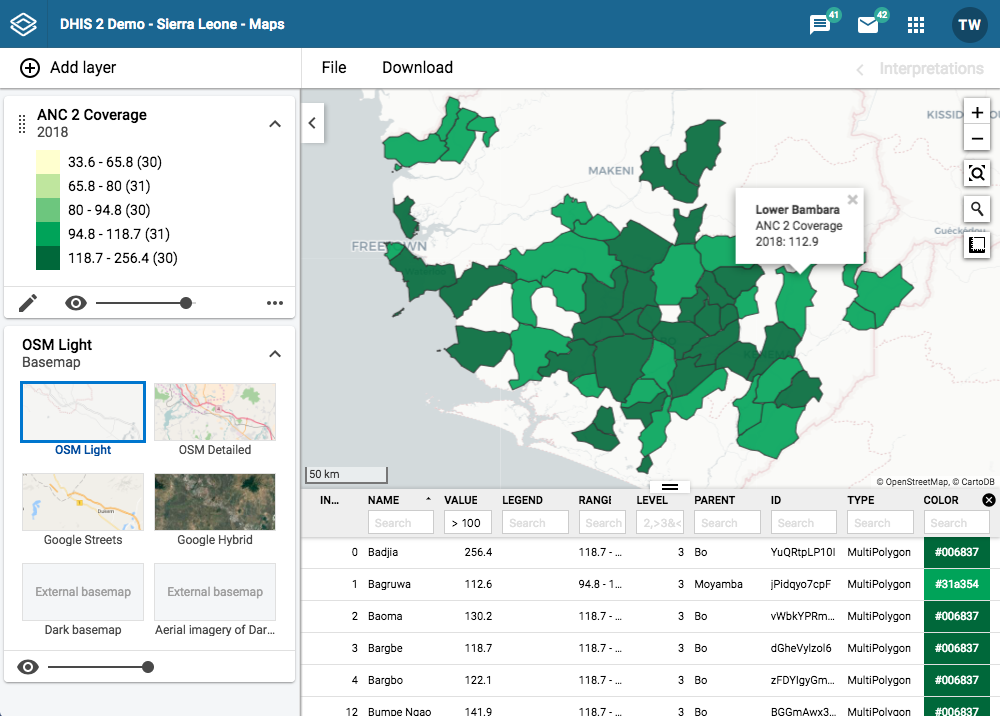 DHIS 2 Demo - Sierra Leone - Maps
41
42
TW
Add layer
File
Download
Interpretations
ANC 2 Coverage
2018
33.6 - 65.8 (30)
65.8 - 80 (31)
80 - 94.8 (30)
94.8 - 118.7 (31)
118.7 - 256.4 (30)
OSM Light
Basemap
OSM Light
OSM Detailed
Google Streets
Google Hybrid
External basemap
External basemap
Dark basemap
Aerial imagery of Dar...
MAKENI
FREETOWN
Guéckédou
Lower Bambara
ANC 2 Coverage
2018: 112.9
+
−
50 km
© OpenStreetMap, © CartoDB
IN... NAME VALUE LEGEND RANGE LEVEL PARENT ID TYPE COLOR
Search > 100 Search Search 2,>3&< Search Search Search Search
0 Badjia 256.4 118.7 - ... 3 Bo YuQRtpLP10I MultiPolygon #006837
1 Bagruwa 112.6 94.8 - 1... 3 Moyamba jPidqyo7cpF MultiPolygon #31a354
2 Baoma 130.2 118.7 - ... 3 Bo vWbkYPRm... MultiPolygon #006837
3 Bargbe 118.7 118.7 - ... 3 Bo dGheVylzol6 MultiPolygon #006837
4 Bargbo 122.1 118.7 - ... 3 Bo zFDYIgyGm... MultiPolygon #006837
12 Bumpe Ngao 141.9 118.7 - ... 3 Bo BGGmAwx3... MultiPolygon #006837